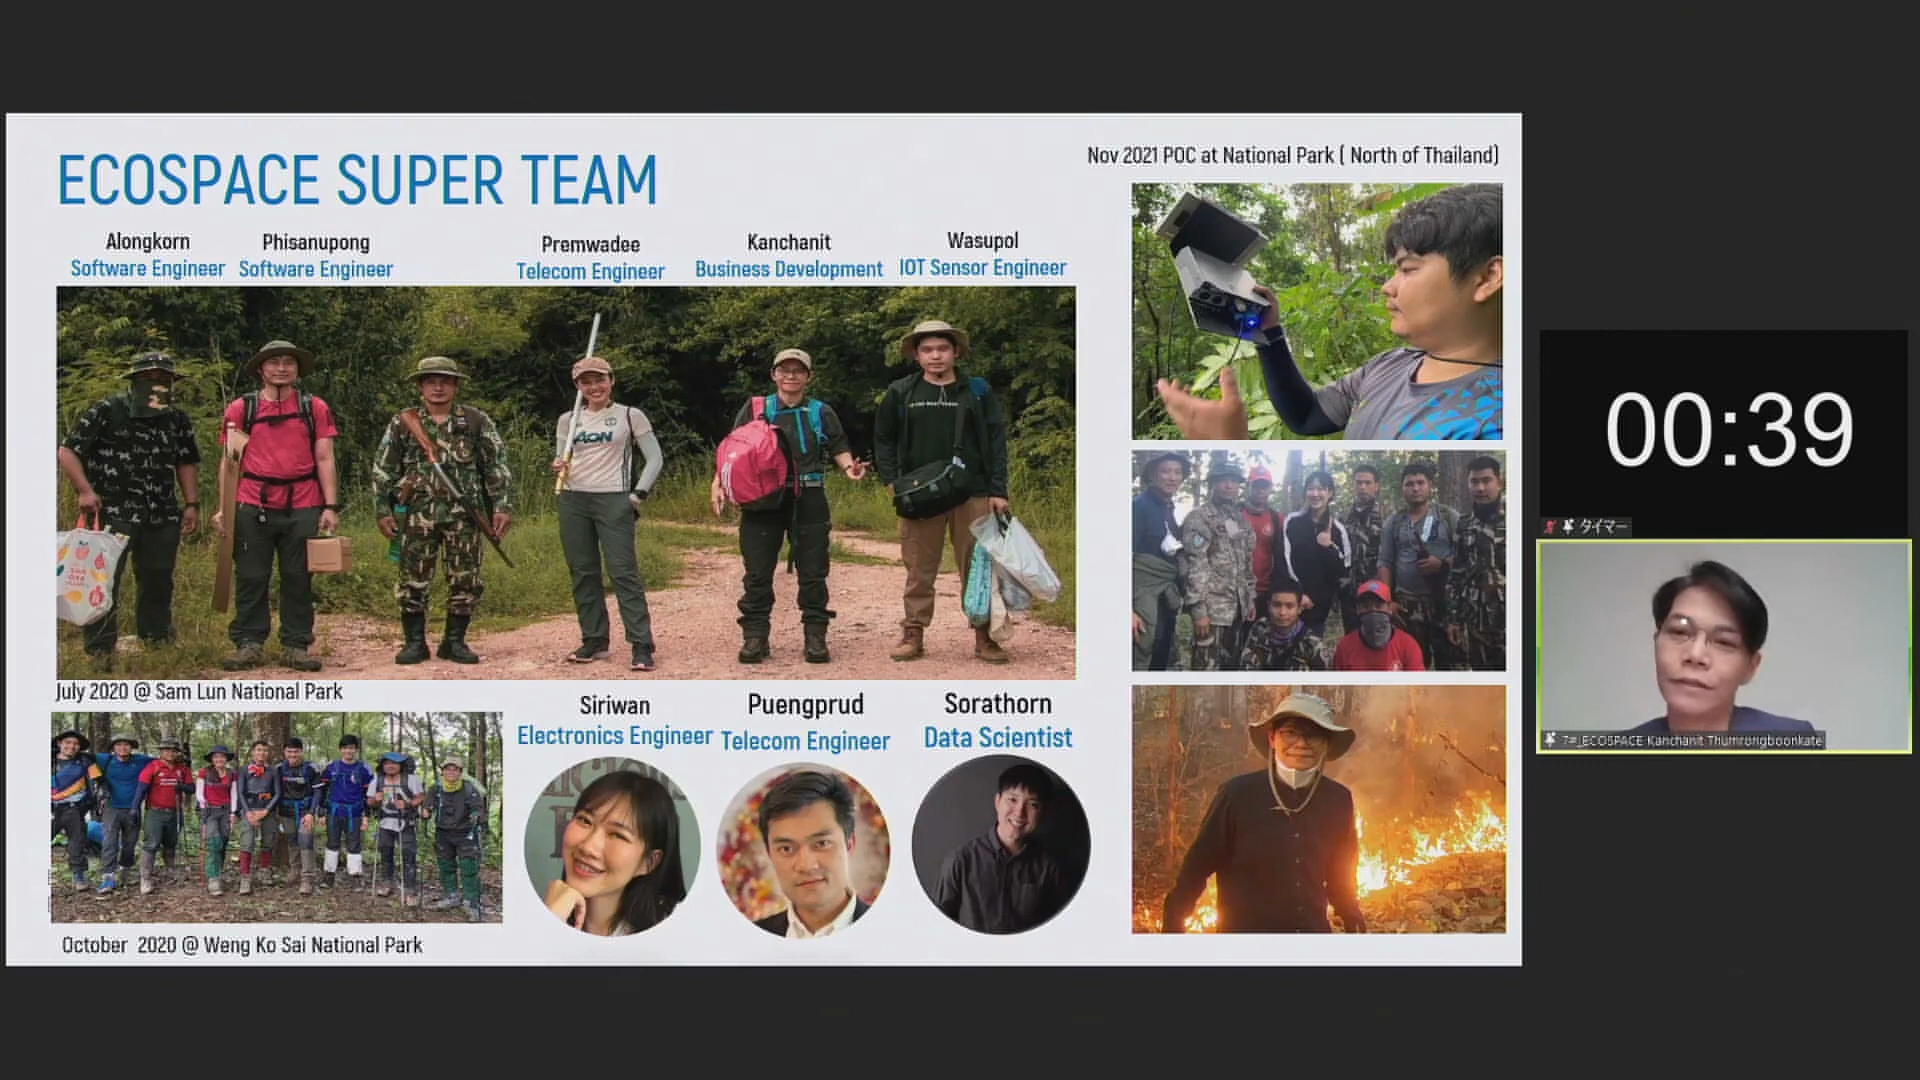 ECOSPACE SUPER TEAM
Nov 2021 POC at National Park ( North of Thailand)
Alongkorn
Software Engineer
Phisanupong
Software Engineer
Premwadee
Telecom Engineer
Kanchanit
Business Development
Wasupol
IOT Sensor Engineer
AON
July 2020 @ Sam Lun National Park
Siriwan
Electronics Engineer
Puengprud
Telecom Engineer
Sorathorn
Data Scientist
October 2020 @ Weng Ko Sai National Park
00:39
タイマー
7=_ECOSPACE Kanchanit Thumrongboonkate